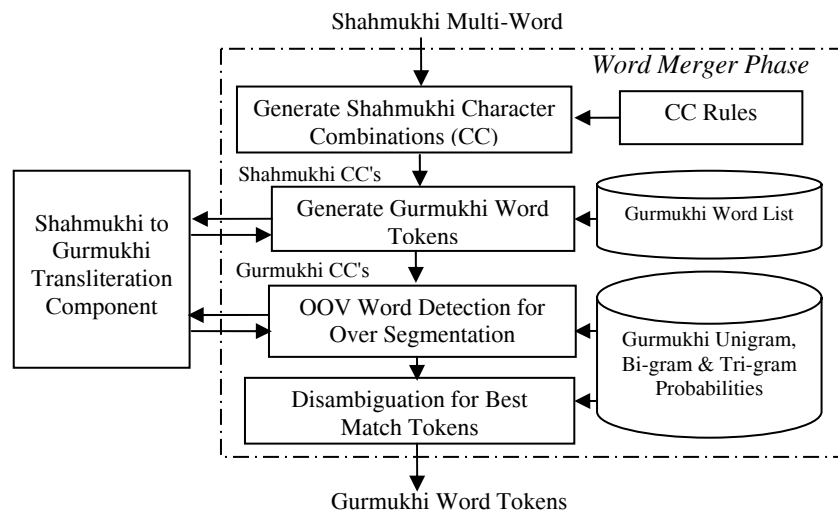 Shahmukhi Multi-Word
Word Merger Phase
Generate Shahmukhi Character
Combinations (CC)
CC Rules
Shahmukhi CC's
Shahmukhi to
Gurmukhi
Transliteration
Component
Generate Gurmukhi Word
Tokens
Gurmukhi Word List
Gurmukhi CC's
OOV Word Detection for
Over Segmentation
Gurmukhi Unigram,
Bi-gram & Tri-gram
Probabilities
Disambiguation for Best
Match Tokens
Gurmukhi Word Tokens